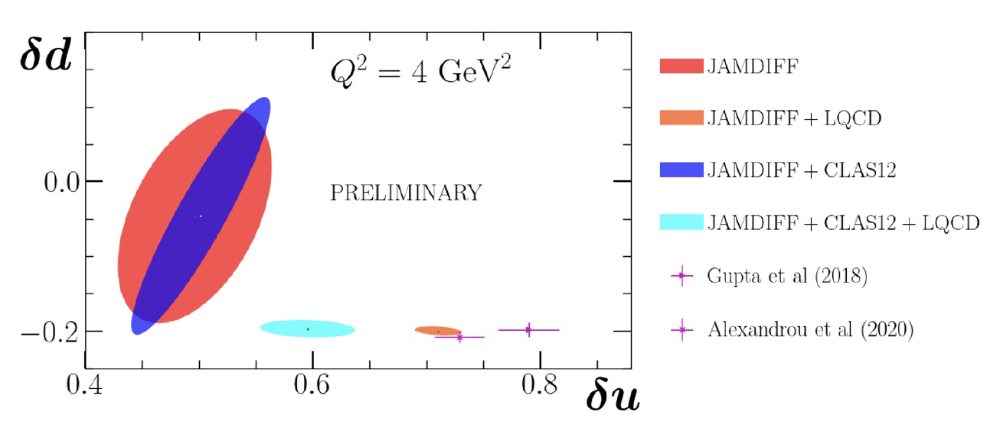 δd
Q² = 4 GeV²
PRELIMINARY
0.0
−0.2
0.4
0.6
0.8
δu
JAMDIFF
JAMDIFF + LQCD
JAMDIFF + CLAS12
JAMDIFF + CLAS12 + LQCD
Gupta et al (2018)
Alexandrou et al (2020)